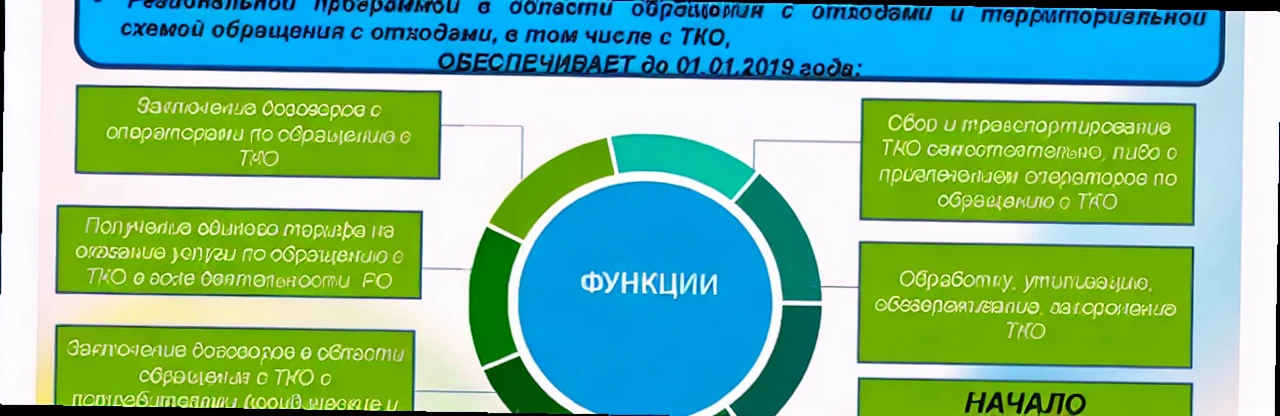 Региональной программой в области обращения с отходами и территориальной
схемой обращения с отходами, в том числе с ТКО,
ОБЕСПЕЧИВАЕТ до 01.01.2019 года:
Заключение договоров с
операторами по обращению с
ТКО
Получение единого тарифа на
оказание услуги по обращению с
ТКО в зоне деятельности РО
Заключение договоров в области
обращения с ТКО с
потребителями (юридические и
ФУНКЦИИ
Сбор и транспортирование
ТКО самостоятельно, либо с
привлечением операторов по
обращению с ТКО
Обработку, утилизацию,
обезвреживание, захоронение
ТКО
НАЧАЛО